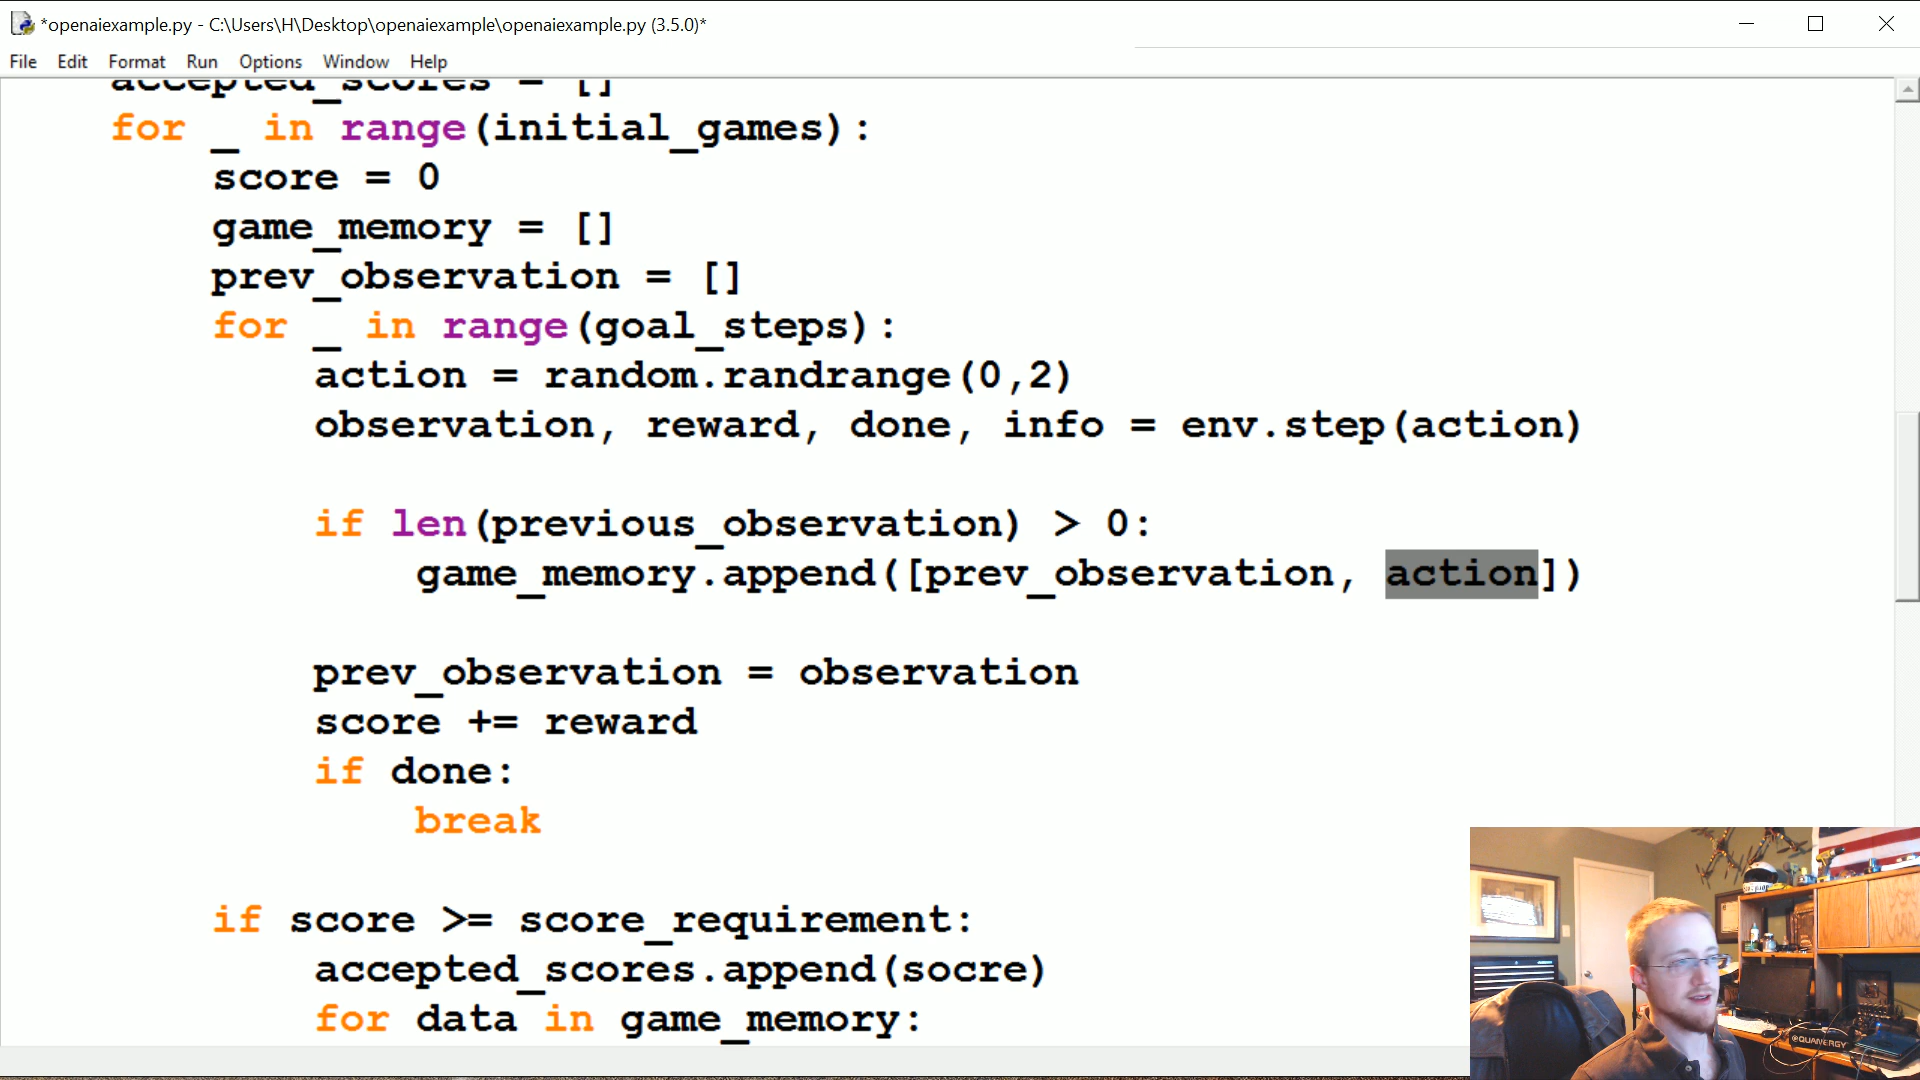 *openaiexample.py - C:\Users\H\Desktop\openaiexample\openaiexample.py (3.5.0)*
File Edit Format Run Options Window Help
accepted_scores = []
for _ in range(initial_games):
score = 0
game_memory = []
prev_observation = []
for _ in range(goal_steps):
action = random.randrange(0,2)
observation, reward, done, info = env.step(action)
if len(previous_observation) > 0:
game_memory.append([prev_observation, action])
prev_observation = observation
score += reward
if done:
break
if score >= score_requirement:
accepted_scores.append(socre)
for data in game_memory:
QUANERGY